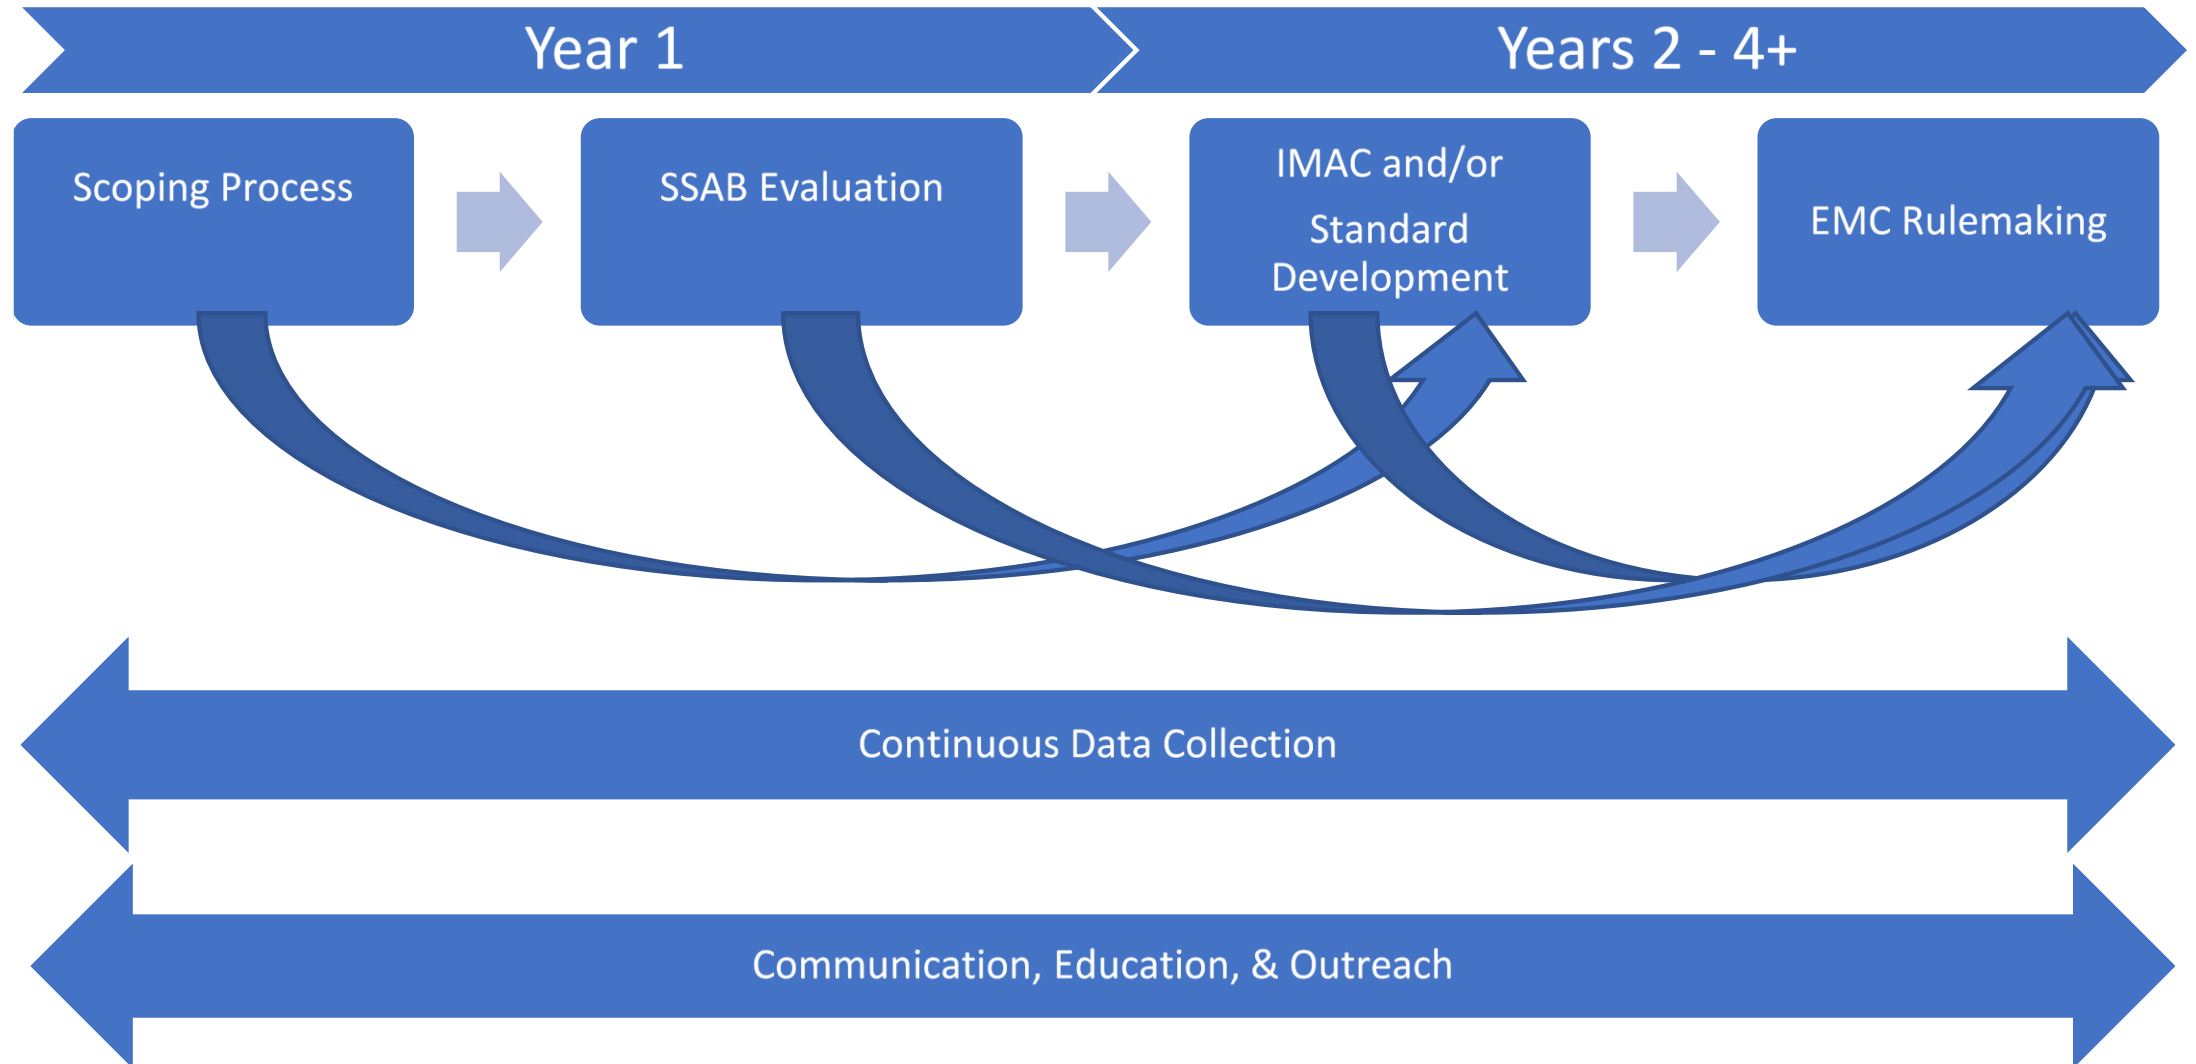 Year 1
Years 2 - 4+
Scoping Process
SSAB Evaluation
IMAC and/or
Standard
Development
EMC Rulemaking
Continuous Data Collection
Communication, Education, & Outreach